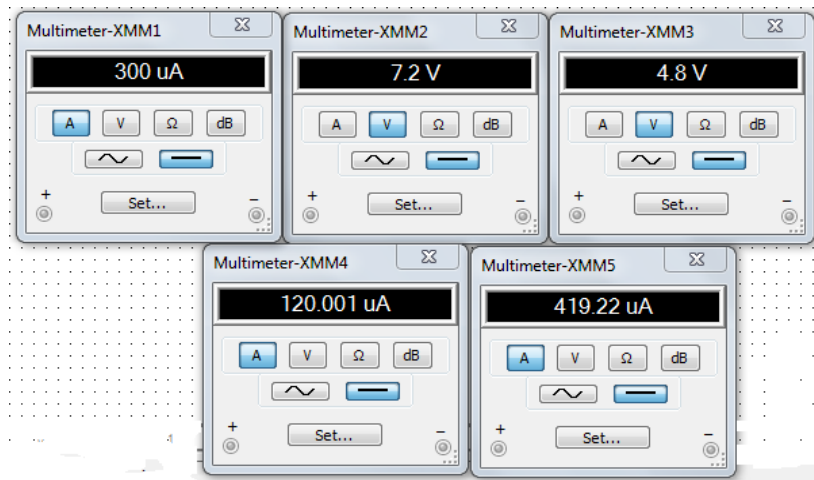 Multimeter-XMM1
300 uA
A V Ω dB
+ Set... -
Multimeter-XMM2
7.2 V
A V Ω dB
+ Set... -
Multimeter-XMM3
4.8 V
A V Ω dB
+ Set... -
Multimeter-XMM4
120.001 uA
A V Ω dB
+ Set... -
Multimeter-XMM5
419.22 uA
A V Ω dB
+ Set... -